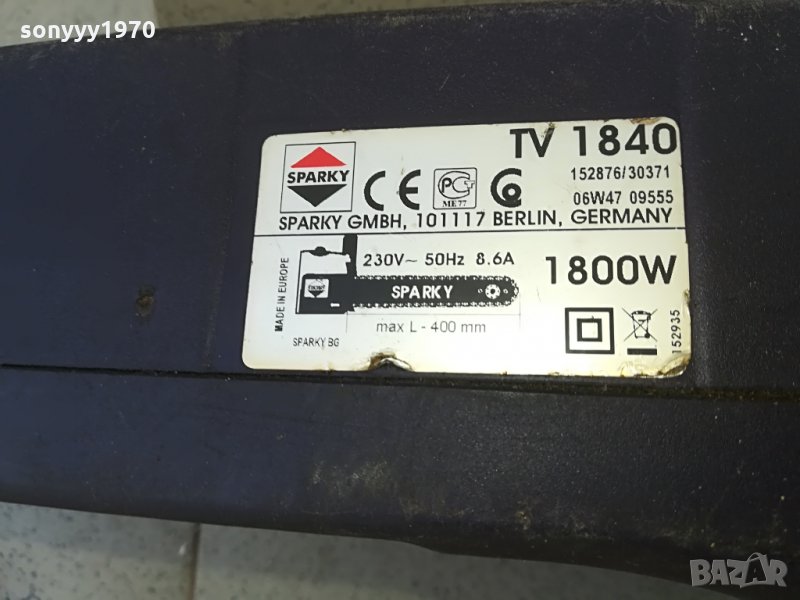 sonyyy1970
TV 1840
SPARKY
152876/30371
ME77
06W47 09555
SPARKY GMBH, 101117 BERLIN, GERMANY
MADE IN EUROPE
230V~ 50Hz 8.6A
SPARKY
1800W
max L - 400 mm
SPARKY BG
152935
BAZAR